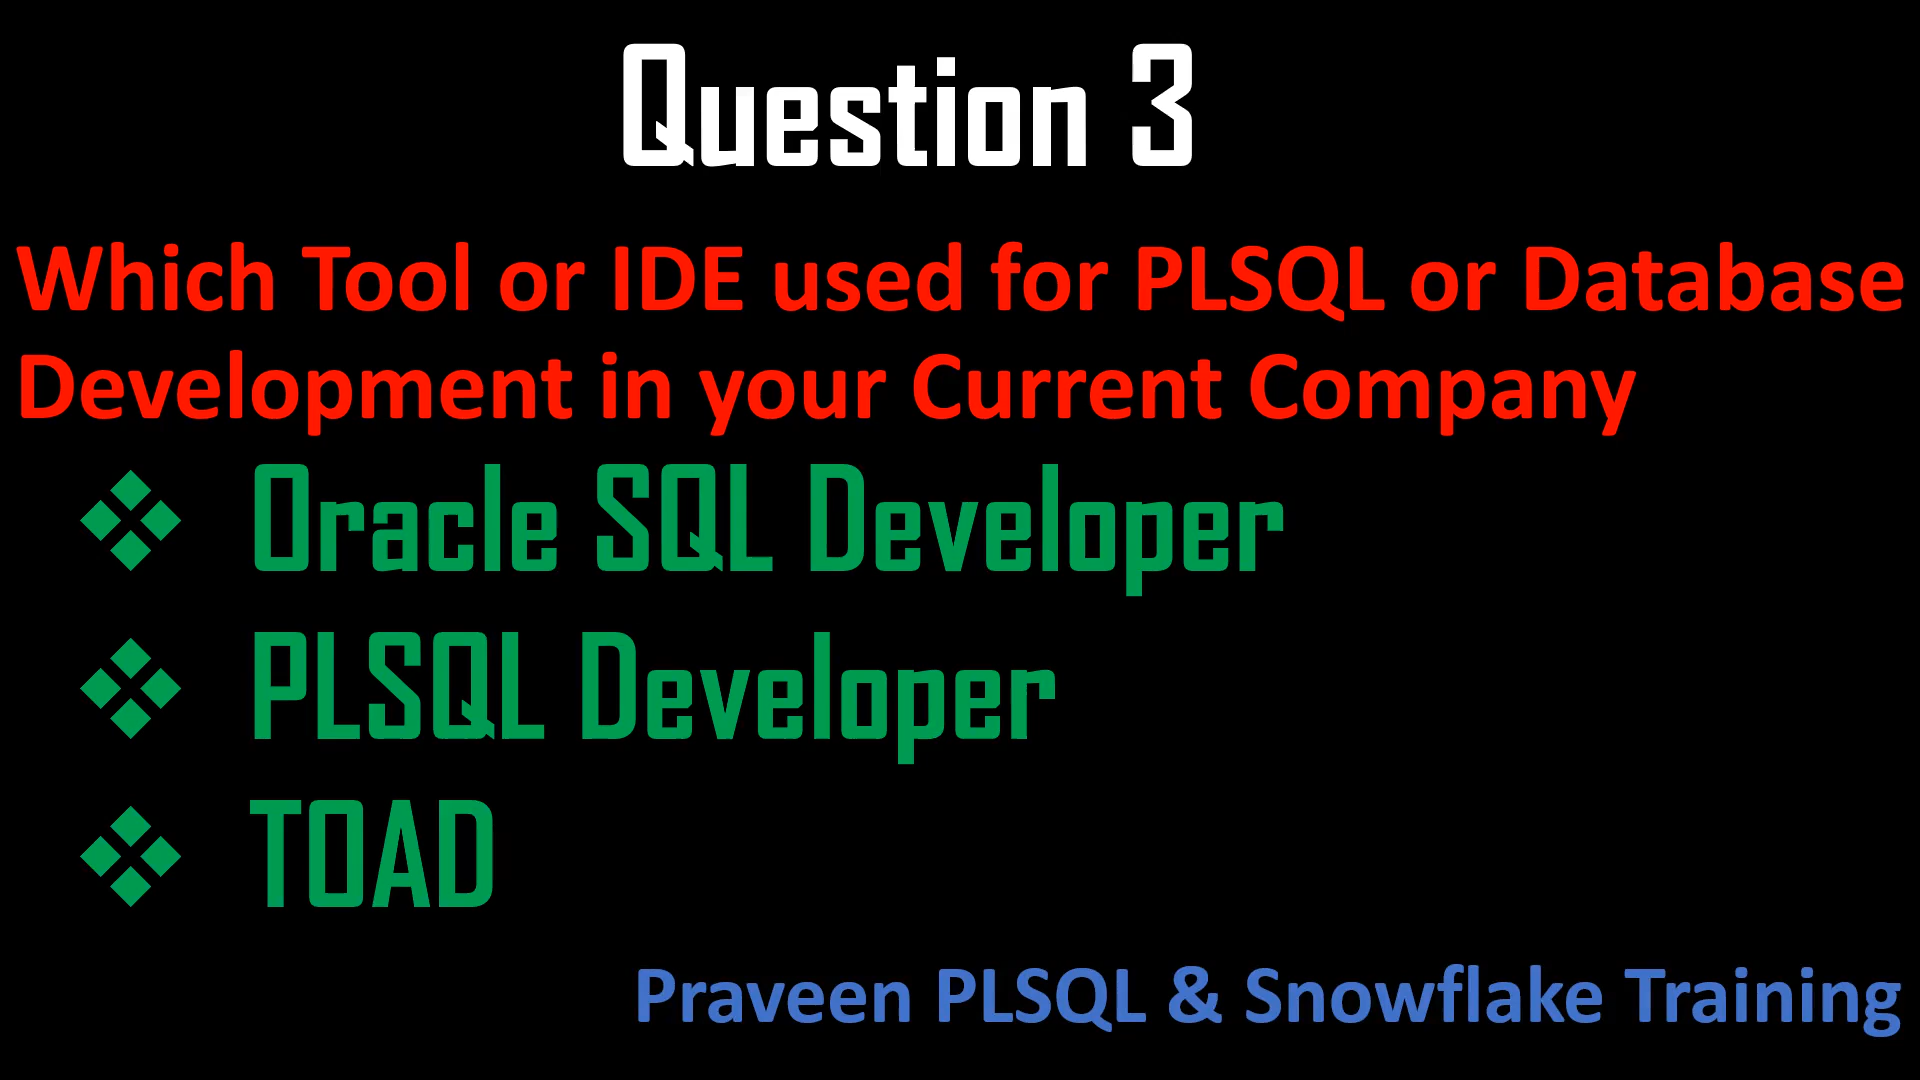 Question 3
Which Tool or IDE used for PLSQL or Database
Development in your Current Company
❖ Oracle SQL Developer
❖ PLSQL Developer
❖ TOAD
Praveen PLSQL & Snowflake Training